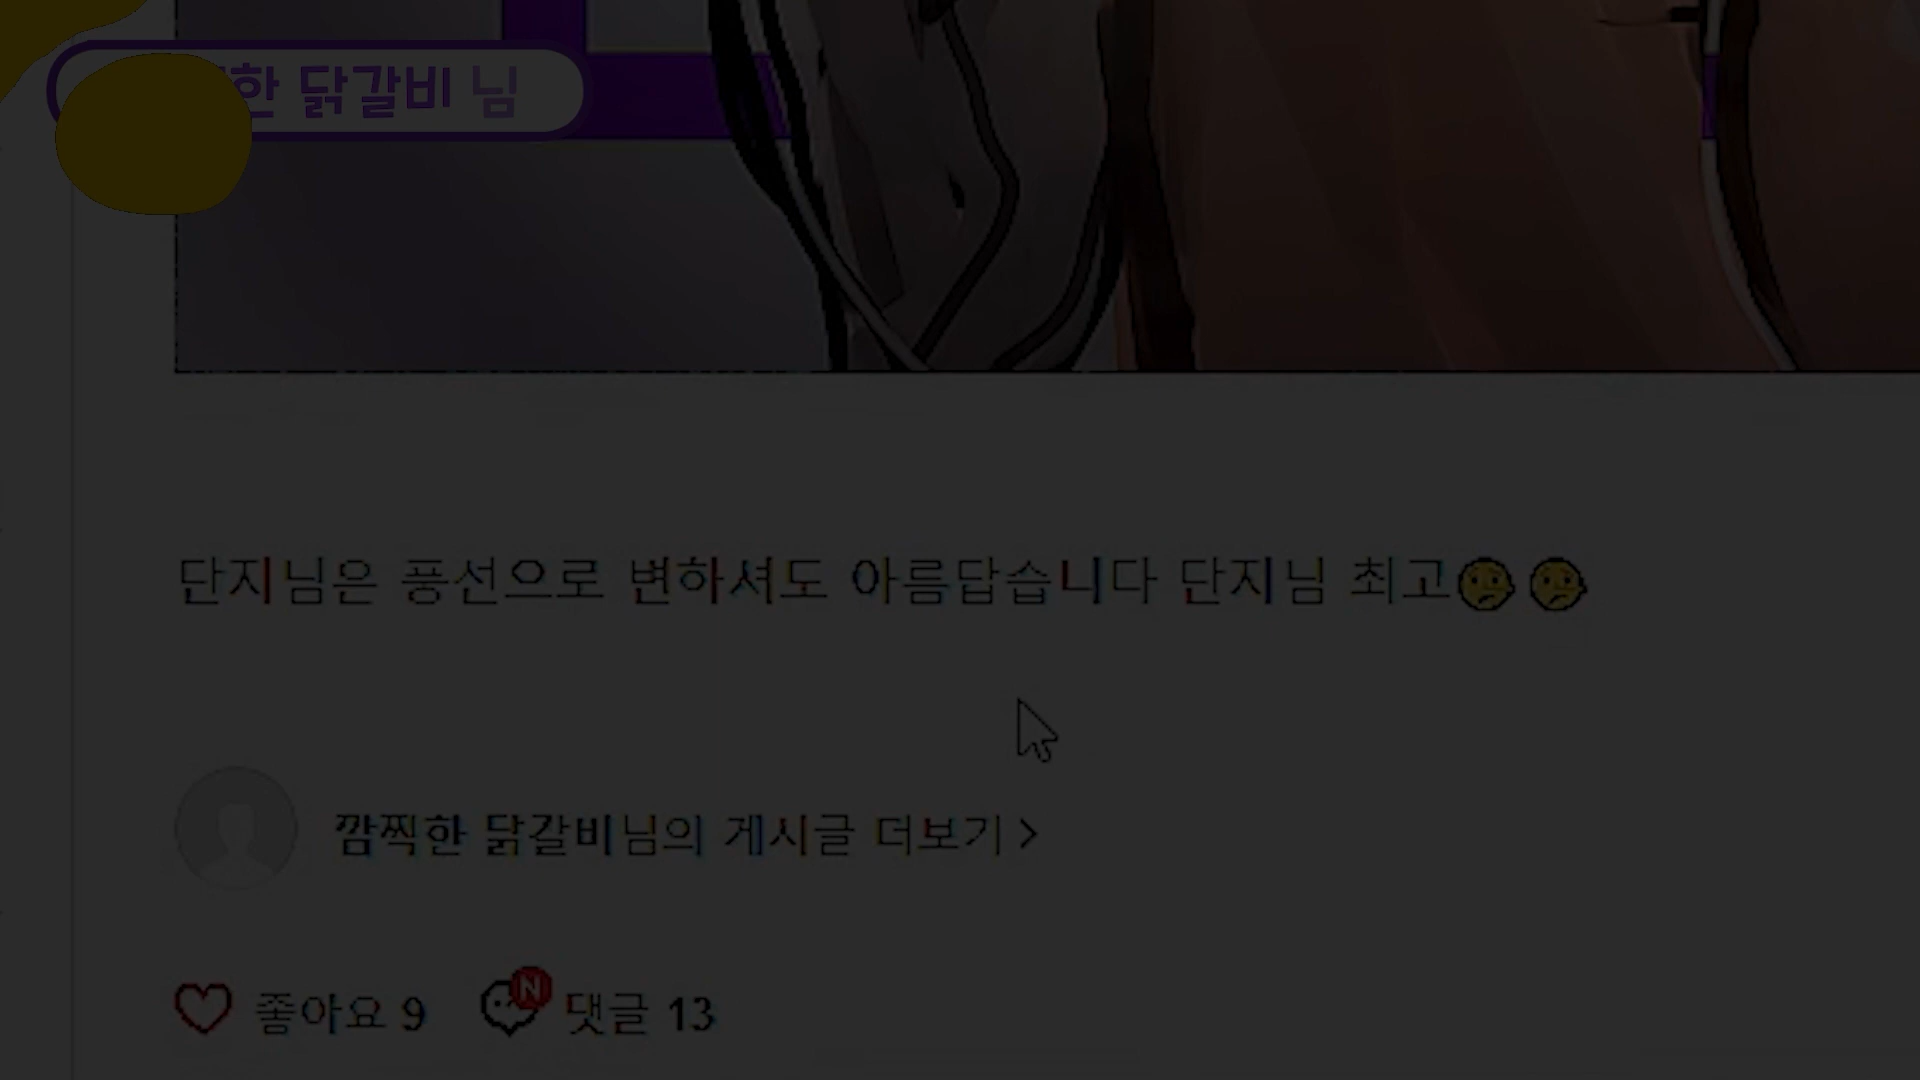 한 닭갈비 님
단지님은 풍선으로 변하셔도 아름답습니다 단지님 최고
깜찍한 닭갈비님의 게시글 더보기 >
좋아요 9 N 댓글 13